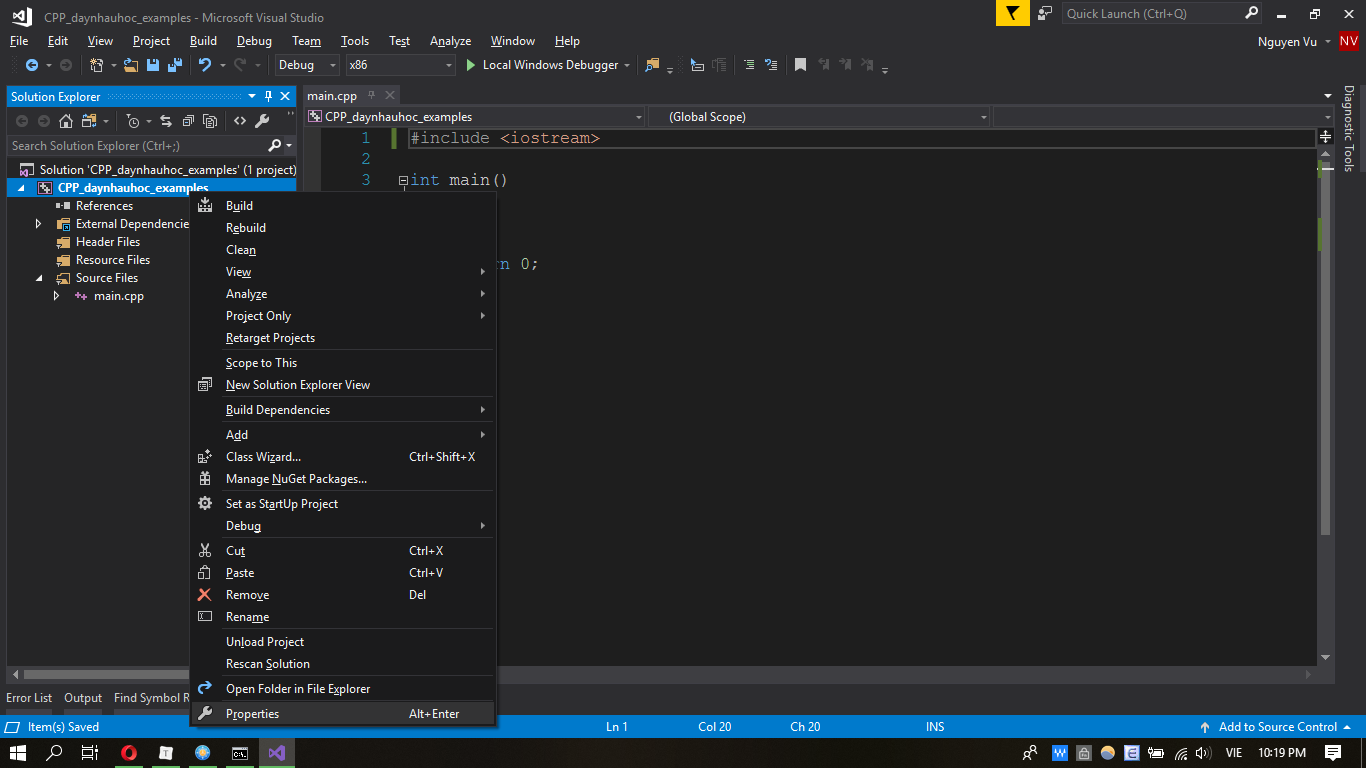 CPP_daynhauhoc_examples - Microsoft Visual Studio
Quick Launch (Ctrl+Q)
File Edit View Project Build Debug Team Tools Test Analyze Window Help
Nguyen Vu NV
Debug x86 Local Windows Debugger
Solution Explorer
main.cpp
Diagnostic Tools
CPP_daynhauhoc_examples (Global Scope)
Search Solution Explorer (Ctrl+;)
1 #include <iostream>
2
3 int main()
Solution 'CPP_daynhauhoc_examples' (1 project)
CPP_daynhauhoc_examples
References
External Dependencie
Header Files
Resource Files
Source Files
main.cpp
rn 0;
Build
Rebuild
Clean
View
Analyze
Project Only
Retarget Projects
Scope to This
New Solution Explorer View
Build Dependencies
Add
Class Wizard... Ctrl+Shift+X
Manage NuGet Packages...
Set as StartUp Project
Debug
Cut Ctrl+X
Paste Ctrl+V
Remove Del
Rename
Unload Project
Rescan Solution
Open Folder in File Explorer
Properties Alt+Enter
Error List Output Find Symbol R
Item(s) Saved Ln 1 Col 20 Ch 20 INS Add to Source Control
VIE 10:19 PM